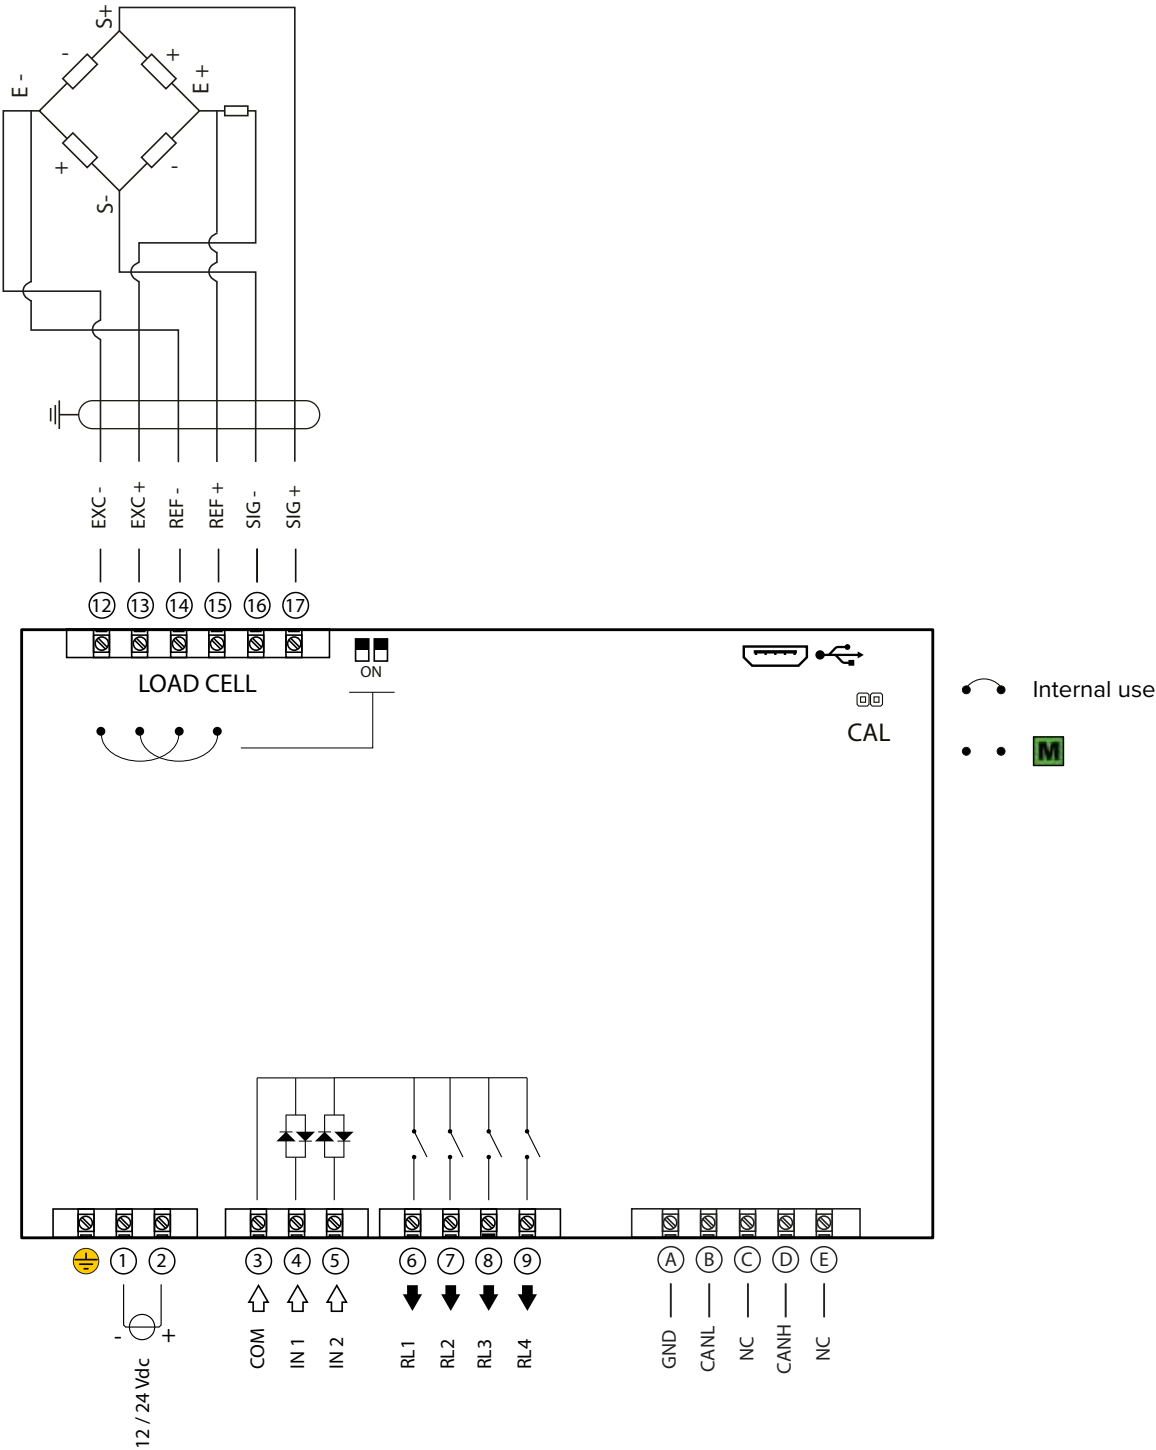 S+
- +
E - E +
+ -
S-
EXC - EXC + REF - REF + SIG - SIG +
12 13 14 15 16 17
ON
LOAD CELL
CAL
Internal use
M
1 2 3 4 5 6 7 8 9 A B C D E
- +
12 / 24 Vdc
COM IN 1 IN 2 RL1 RL2 RL3 RL4 GND CANL NC CANH NC